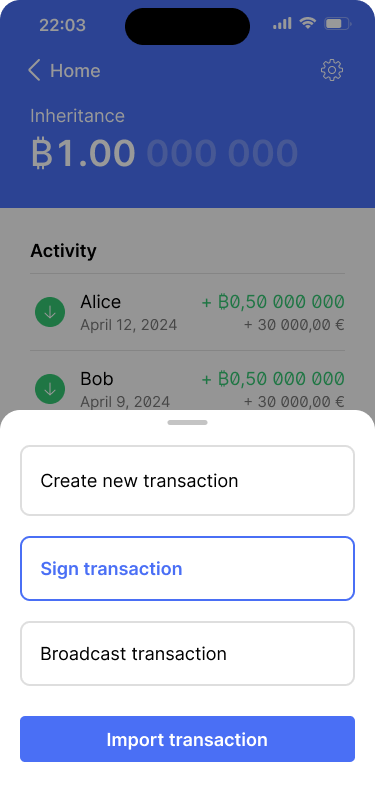 22:03
Home
Inheritance
₿1.00 000 000
Activity
Alice
+ ₿0,50 000 000
April 12, 2024
+ 30 000,00 €
Bob
+ ₿0,50 000 000
April 9, 2024
+ 30 000,00 €
Create new transaction
Sign transaction
Broadcast transaction
Import transaction